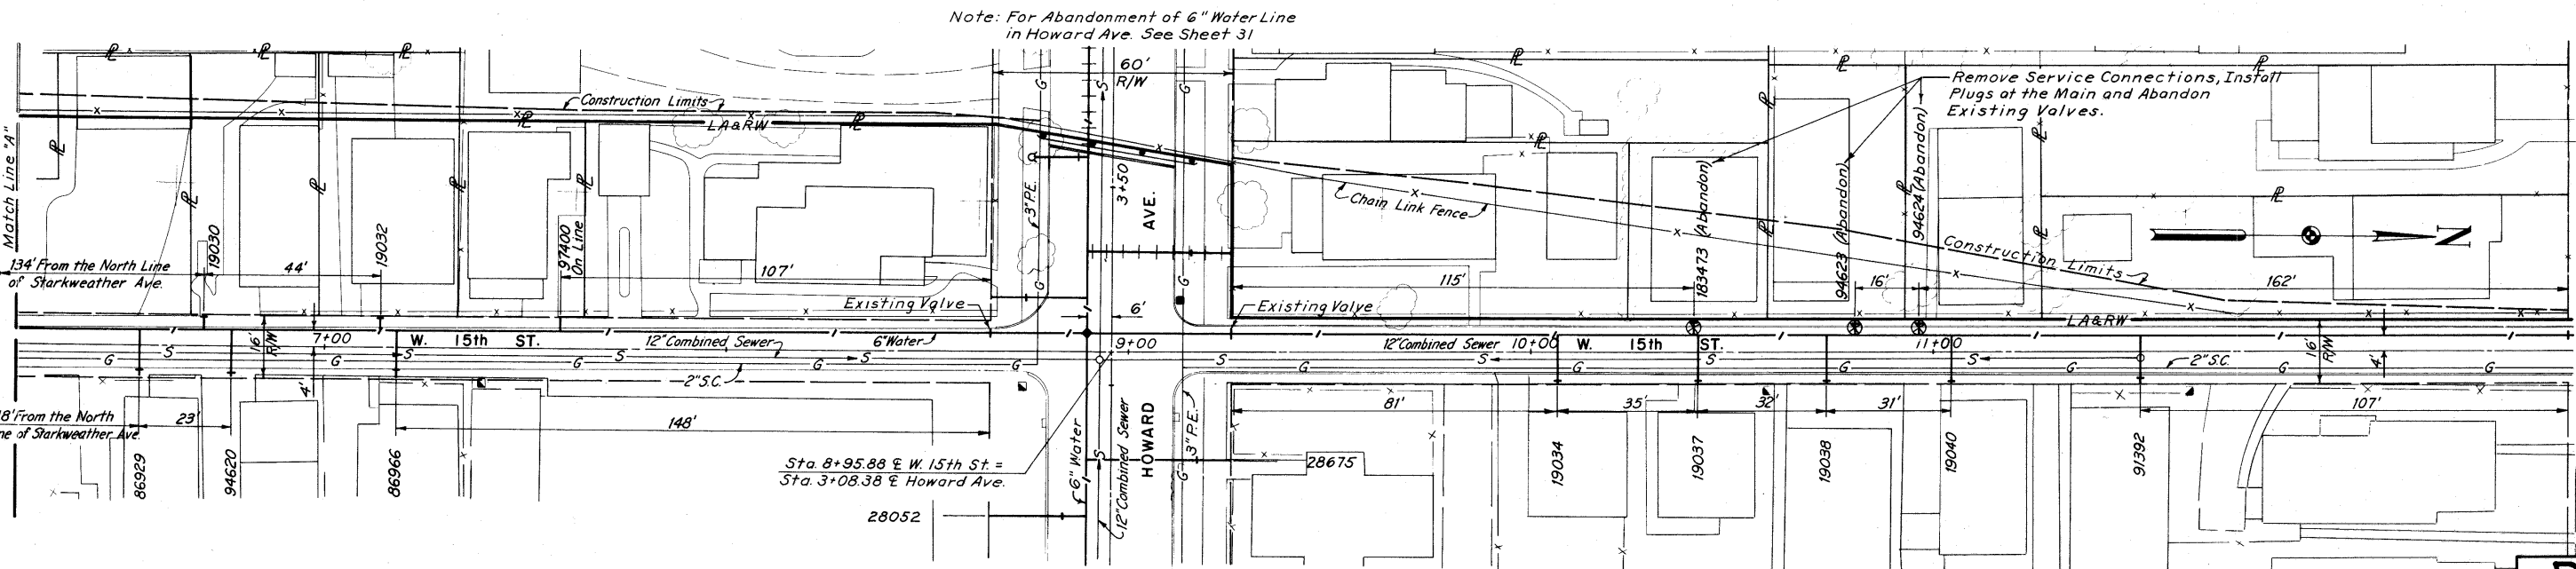 Note: For Abandonment of 6" Water Line
in Howard Ave. See Sheet 31
60'
R/W
Remove Service Connections, Install
Plugs at the Main and Abandon
Existing Valves.
Construction Limits
LA & R/W
Match Line "A"
134' From the North Line
of Starkweather Ave.
19030
44'
19032
97400
On Line
107'
3" P.E.
3+50
AVE.
Chain Link Fence
183473 (Abandon)
94623 (Abandon)
94624 (Abandon)
Construction Limits
N
115'
16'
162'
Existing Valve
6'
Existing Valve
LA & R/W
16'
R/W
7+00
W. 15th ST.
12" Combined Sewer
6" Water
9+00
12" Combined Sewer
10+00
W. 15th ST.
11+00
16'
R/W
4'
2" S.C.
2" S.C.
4'
8' From the North
ne of Starkweather Ave.
23'
148'
81'
35'
32'
31'
107'
86929
94620
86966
Sta. 8+95.88 ℄ W. 15th St. =
Sta. 3+08.38 ℄ Howard Ave.
28052
6" Water
12" Combined Sewer
HOWARD
3" P.E.
28675
19034
19037
19038
19040
91392